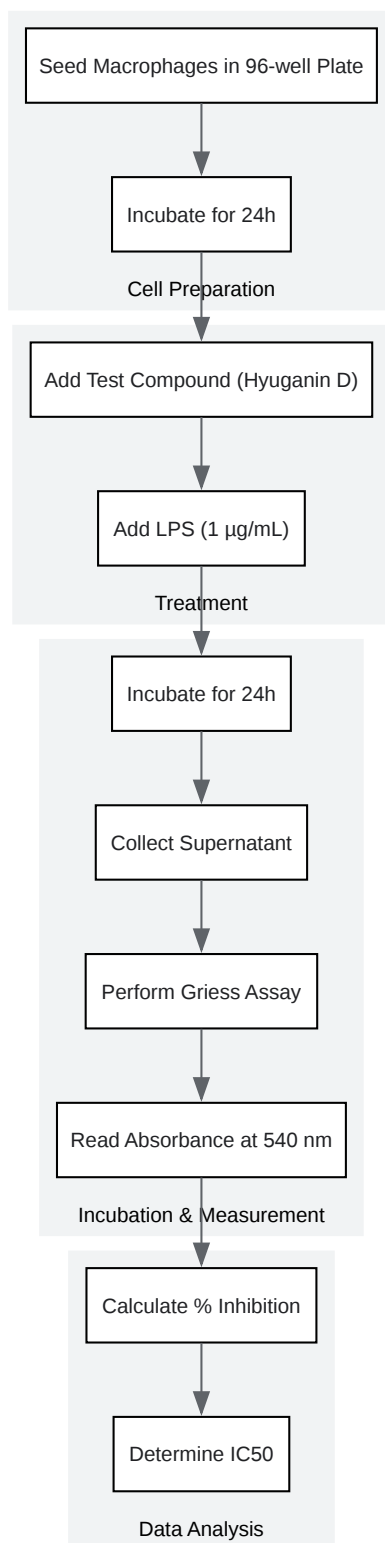 Seed Macrophages in 96-well Plate
Incubate for 24h
Cell Preparation
Add Test Compound (Hyuganin D)
Add LPS (1 µg/mL)
Treatment
Incubate for 24h
Collect Supernatant
Perform Griess Assay
Read Absorbance at 540 nm
Incubation & Measurement
Calculate % Inhibition
Determine IC50
Data Analysis